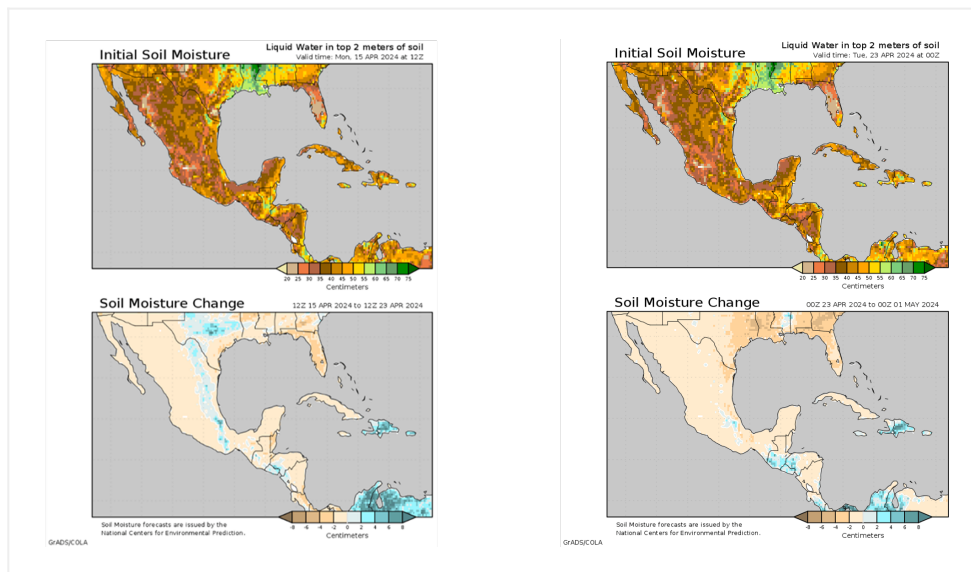 Initial Soil Moisture
Liquid Water in top 2 meters of soil
Valid time: Mon, 15 APR 2024 at 12Z
20 25 30 35 40 45 50 55 60 65 70 75
Centimeters
Soil Moisture Change
12Z 15 APR 2024 to 12Z 23 APR 2024
-8 -6 -4 -2 0 2 4 6 8
Centimeters
Soil Moisture forecasts are issued by the
National Centers for Environmental Prediction.
GrADS/COLA
Initial Soil Moisture
Liquid Water in top 2 meters of soil
Valid time: Tue, 23 APR 2024 at 00Z
20 25 30 35 40 45 50 55 60 65 70 75
Centimeters
Soil Moisture Change
00Z 23 APR 2024 to 00Z 01 MAY 2024
-8 -6 -4 -2 0 2 4 6 8
Centimeters
Soil Moisture forecasts are issued by the
National Centers for Environmental Prediction.
GrADS/COLA